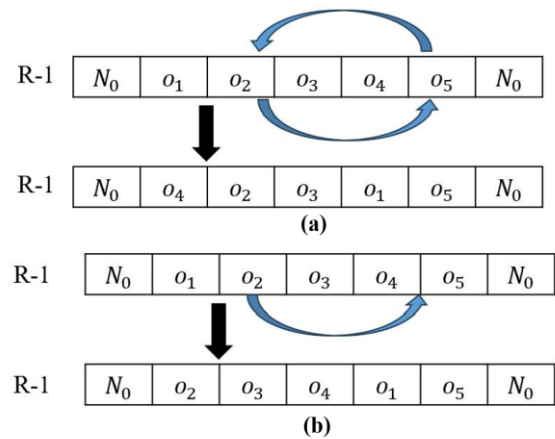 R-1 N₀ o₁ o₂ o₃ o₄ o₅ N₀
R-1 N₀ o₄ o₂ o₃ o₁ o₅ N₀
(a)
R-1 N₀ o₁ o₂ o₃ o₄ o₅ N₀
R-1 N₀ o₂ o₃ o₄ o₁ o₅ N₀
(b)